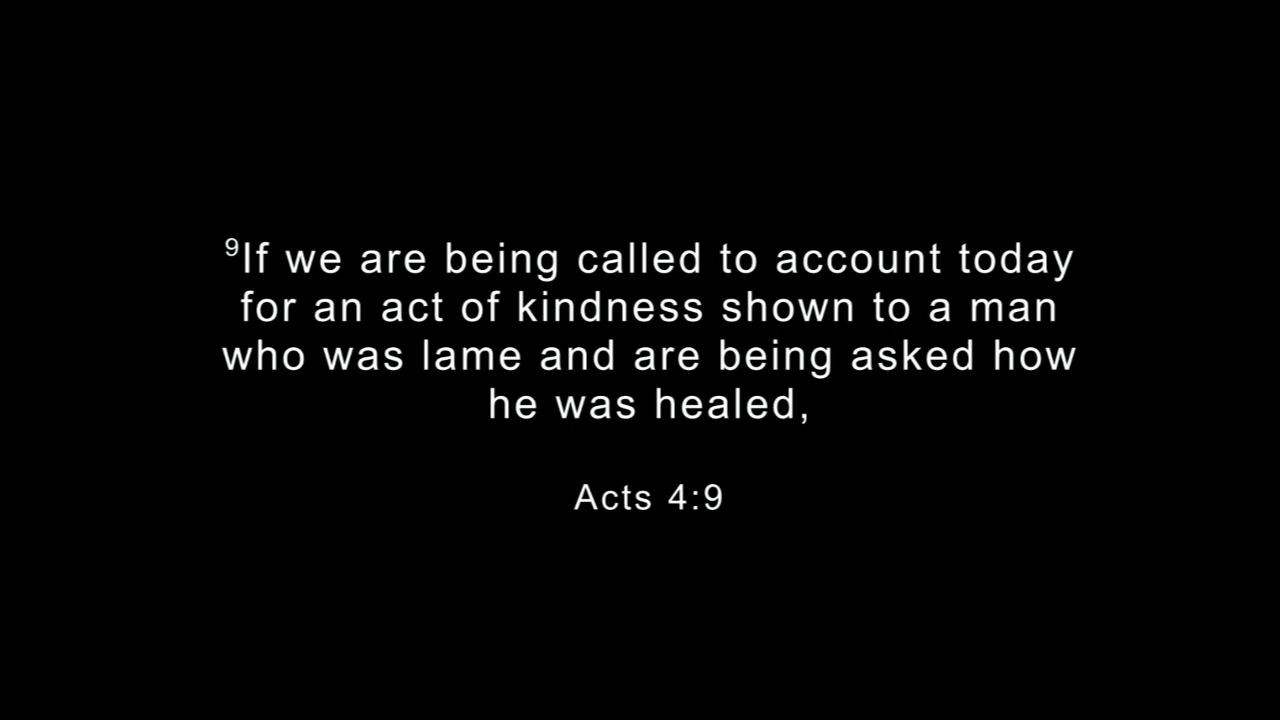 ⁹If we are being called to account today
for an act of kindness shown to a man
who was lame and are being asked how
he was healed,
Acts 4:9